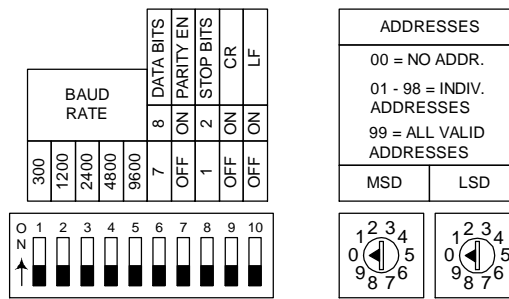 BAUD
RATE
DATA BITS
PARITY EN
STOP BITS
CR
LF
8
ON
2
ON
ON
300
1200
2400
4800
9600
7
OFF
1
OFF
OFF
O
N
1 2 3 4 5 6 7 8 9 10
ADDRESSES
00 = NO ADDR.
01 - 98 = INDIV.
ADDRESSES
99 = ALL VALID
ADDRESSES
MSD LSD
0 1 2 3 4 5 6 7 8 9
0 1 2 3 4 5 6 7 8 9